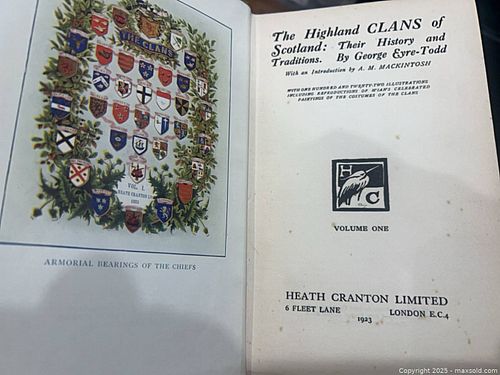 THE CLANS
VOL. I.
HEATH CRANTON LTD
ARMORIAL BEARINGS OF THE CHIEFS
The Highland CLANS of
Scotland: Their History and
Traditions. By George Eyre-Todd
With an Introduction by A. M. MACKINTOSH
WITH ONE HUNDRED AND TWENTY-TWO ILLUSTRATIONS
INCLUDING REPRODUCTIONS OF M'IAN'S CELEBRATED
PAINTINGS OF THE COSTUMES OF THE CLANS
H
C
VOLUME ONE
HEATH CRANTON LIMITED
6 FLEET LANE LONDON E.C.4
1923
Copyright © 2025 - maxsold.com